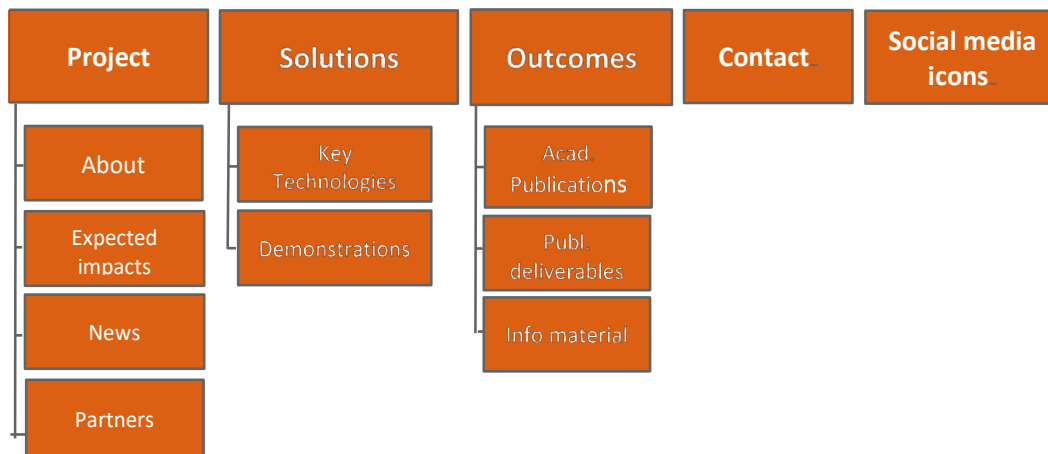 Project
Solutions
Outcomes
Contact
Social media
icons
About
Expected
impacts
News
Partners
Key
Technologies
Demonstrations
Acad.
Publications
Publ.
deliverables
Info material